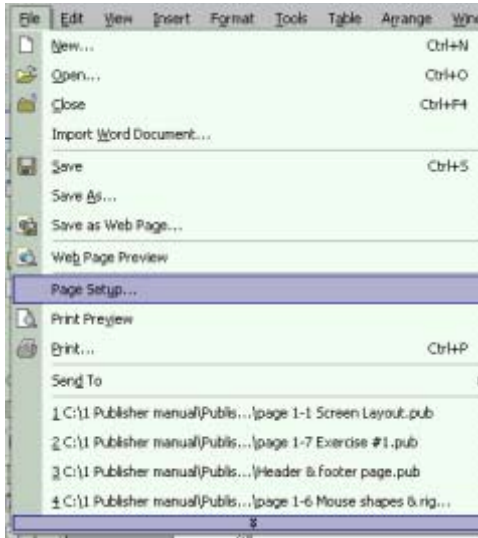 File Edit View Insert Format Tools Table Arrange Win
New... Ctrl+N
Open... Ctrl+O
Close Ctrl+F4
Import Word Document...
Save Ctrl+S
Save As...
Save as Web Page...
Web Page Preview
Page Setup...
Print Preview
Print... Ctrl+P
Send To
1 C:\1 Publisher manual\Publis...\page 1-1 Screen Layout.pub
2 C:\1 Publisher manual\Publis...\page 1-7 Exercise #1.pub
3 C:\1 Publisher manual\Publis...\Header & footer page.pub
4 C:\1 Publisher manual\Publis...\page 1-6 Mouse shapes & rig...